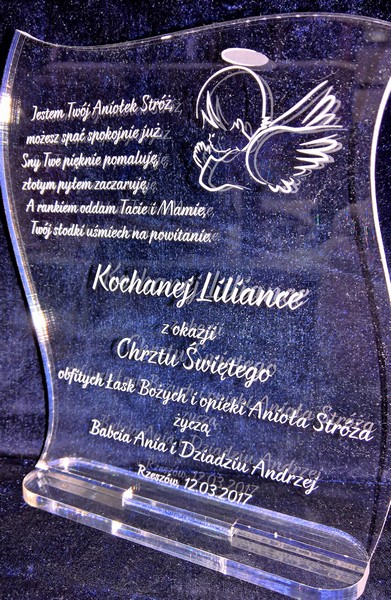 Jestem Twój Aniołek Stróż,
możesz spać spokojnie już.
Sny Twe pięknie pomaluję,
złotym pyłem zaczaruję.
A rankiem oddam Tacie i Mamie,
Twój słodki uśmiech na powitanie.
Kochanej Liliance
z okazji
Chrztu Świętego
obfitych Łask Bożych i opieki Anioła Stróża
życzą
Babcia Ania i Dziadziu Andrzej
Rzeszów, 12.03.2017